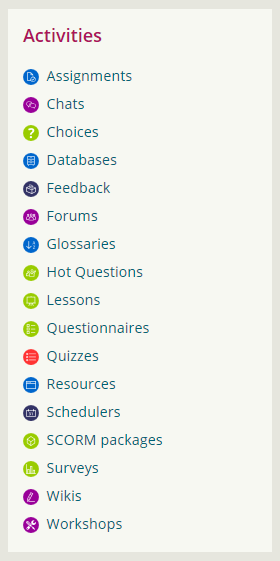 Activities
Assignments
Chats
Choices
Databases
Feedback
Forums
Glossaries
Hot Questions
Lessons
Questionnaires
Quizzes
Resources
Schedulers
SCORM packages
Surveys
Wikis
Workshops